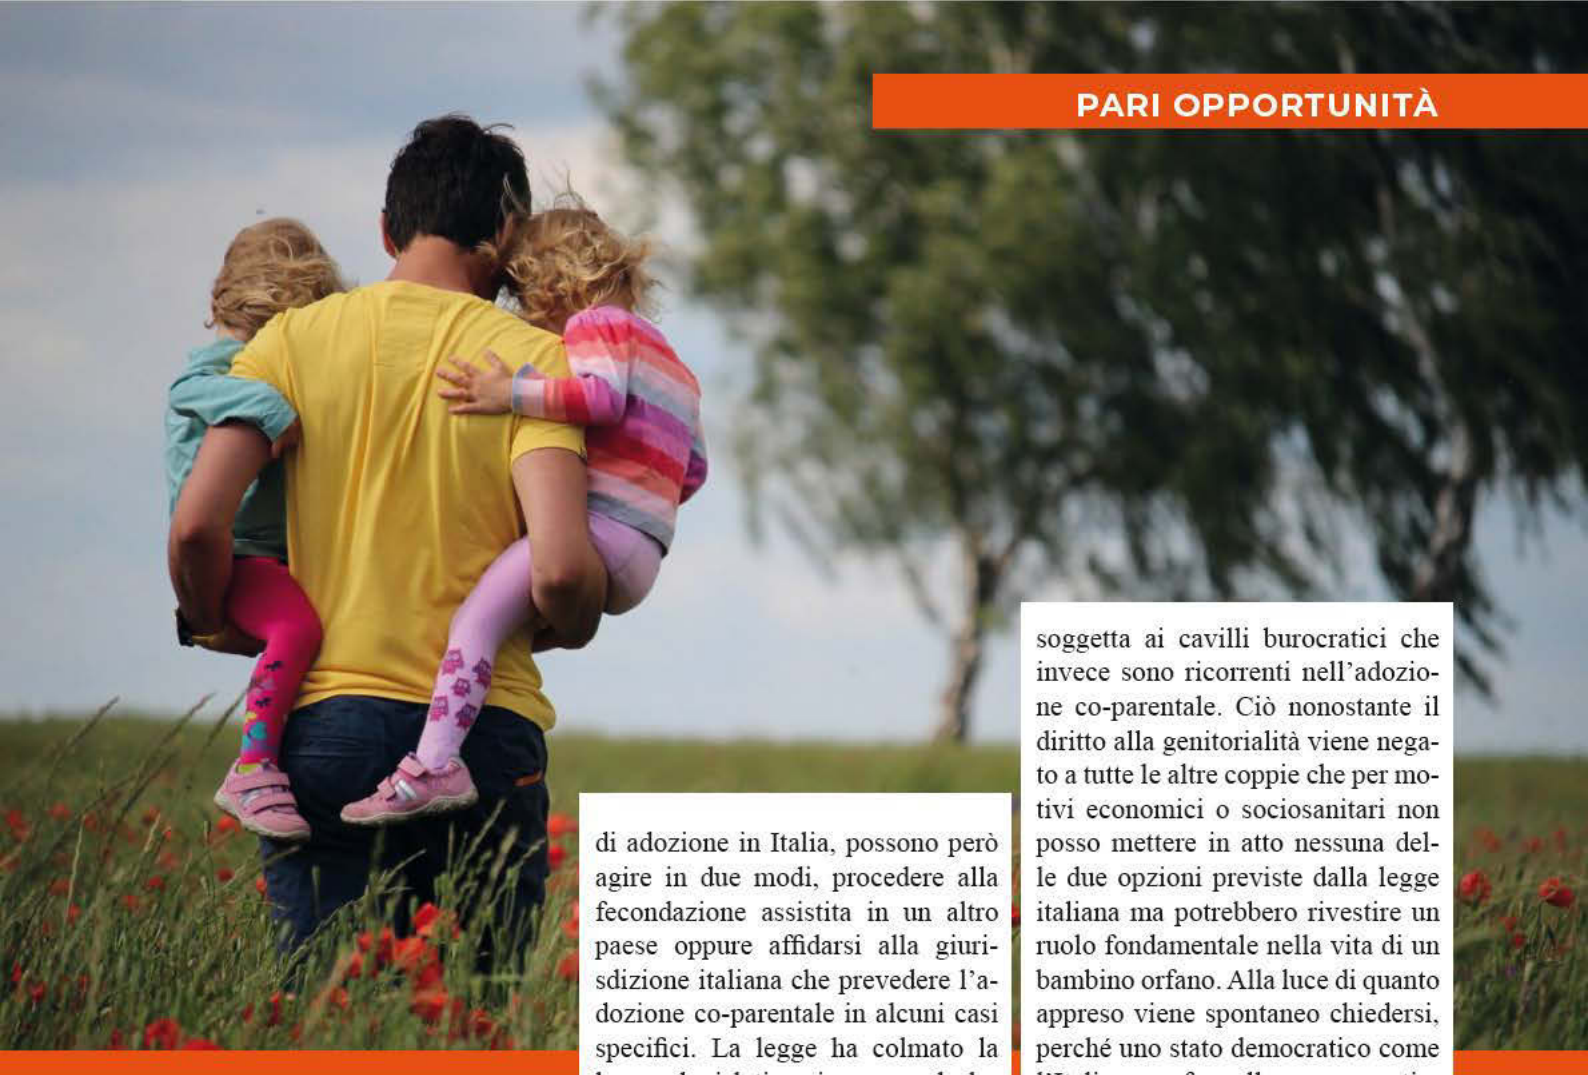 PARI OPPORTUNITÀ
di adozione in Italia, possono però
agire in due modi, procedere alla
fecondazione assistita in un altro
paese oppure affidarsi alla giuri-
sdizione italiana che prevedere l’a-
dozione co-parentale in alcuni casi
specifici. La legge ha colmato la
soggetta ai cavilli burocratici che
invece sono ricorrenti nell’adozio-
ne co-parentale. Ciò nonostante il
diritto alla genitorialità viene nega-
to a tutte le altre coppie che per mo-
tivi economici o sociosanitari non
posso mettere in atto nessuna del-
le due opzioni previste dalla legge
italiana ma potrebbero rivestire un
ruolo fondamentale nella vita di un
bambino orfano. Alla luce di quanto
appreso viene spontaneo chiedersi,
perché uno stato democratico come